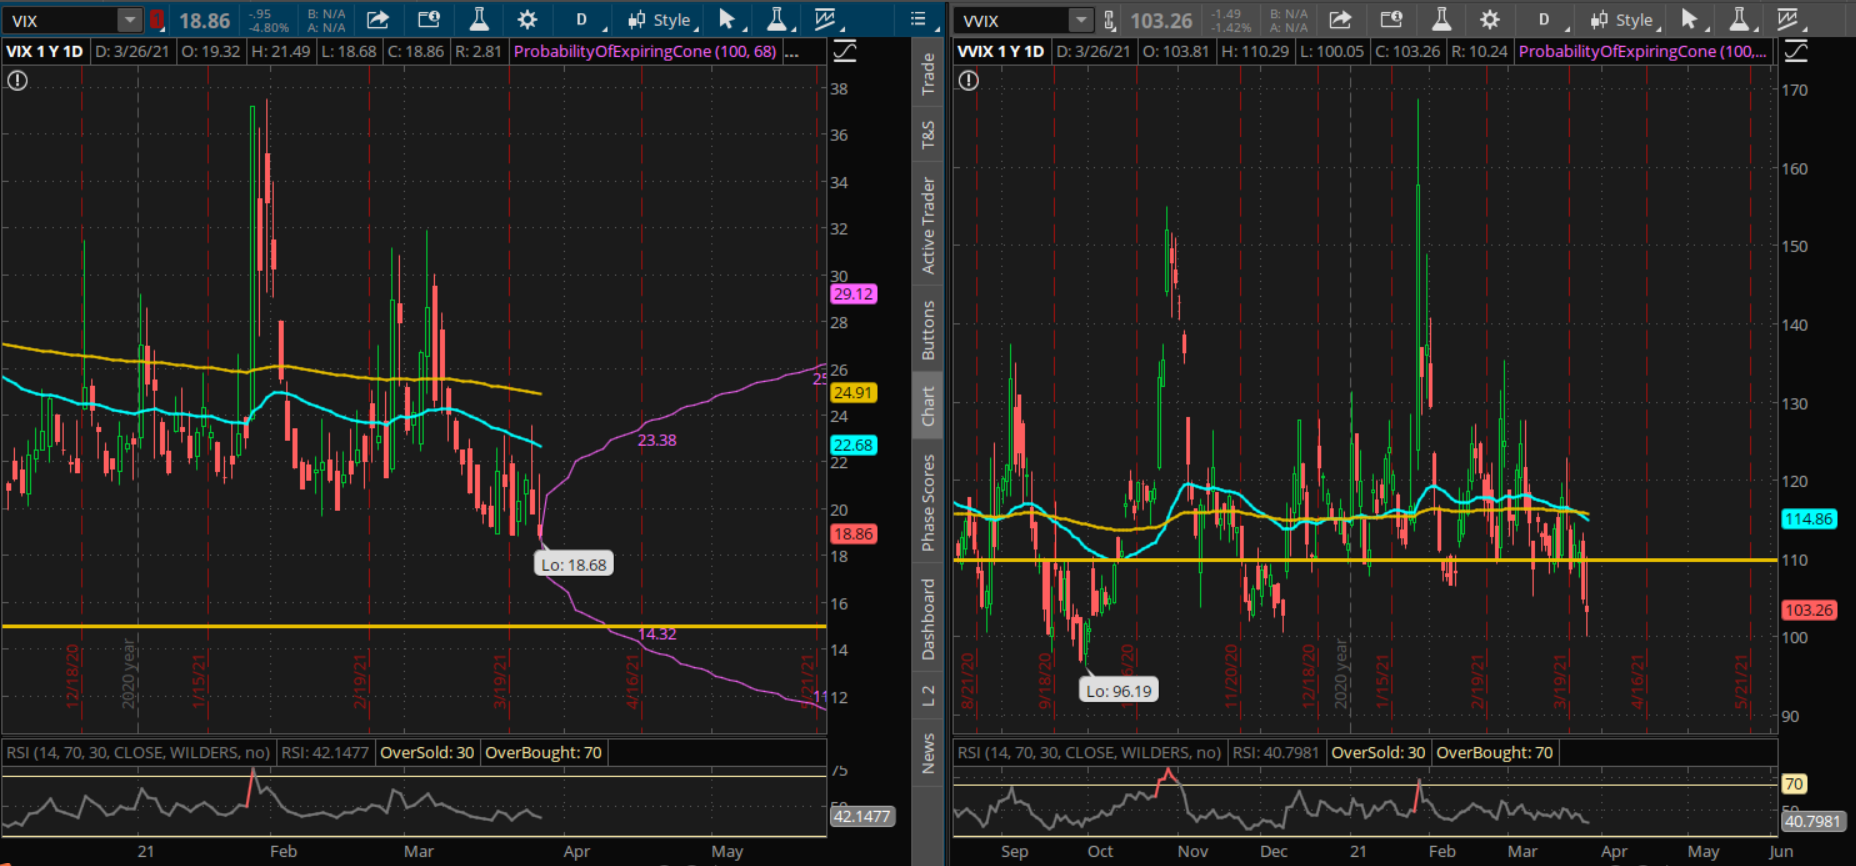 VIX 1 18.86 -.95 -4.80% B: N/A A: N/A D Style
VIX 1 Y 1D D: 3/26/21 O: 19.32 H: 21.49 L: 18.68 C: 18.86 R: 2.81 ProbabilityOfExpiringCone (100, 68) ...
38
36
34
32
30
29.12
28
26
24.91
24
22.68
22
20
18.86
18
16
14
12
23.38
14.32
Lo: 18.68
12/18/20
2020 year
1/15/21
2/19/21
3/19/21
4/16/21
RSI (14, 70, 30, CLOSE, WILDERS, no) RSI: 42.1477 OverSold: 30 OverBought: 70
75
42.1477
21 Feb Mar Apr May
Trade
T&S
Active Trader
Buttons
Chart
Phase Scores
Dashboard
L 2
News
VVIX 103.26 -1.49 -1.42% B: N/A A: N/A D Style
VVIX 1 Y 1D D: 3/26/21 O: 103.81 H: 110.29 L: 100.05 C: 103.26 R: 10.24 ProbabilityOfExpiringCone (100,...
170
160
150
140
130
120
114.86
110
103.26
100
90
Lo: 96.19
8/21/20
9/18/20
11/20/20
12/18/20
2020 year
1/15/21
2/19/21
3/19/21
4/16/21
5/21/21
RSI (14, 70, 30, CLOSE, WILDERS, no) RSI: 40.7981 OverSold: 30 OverBought: 70
70
40.7981
Sep Oct Nov Dec 21 Feb Mar Apr May Jun